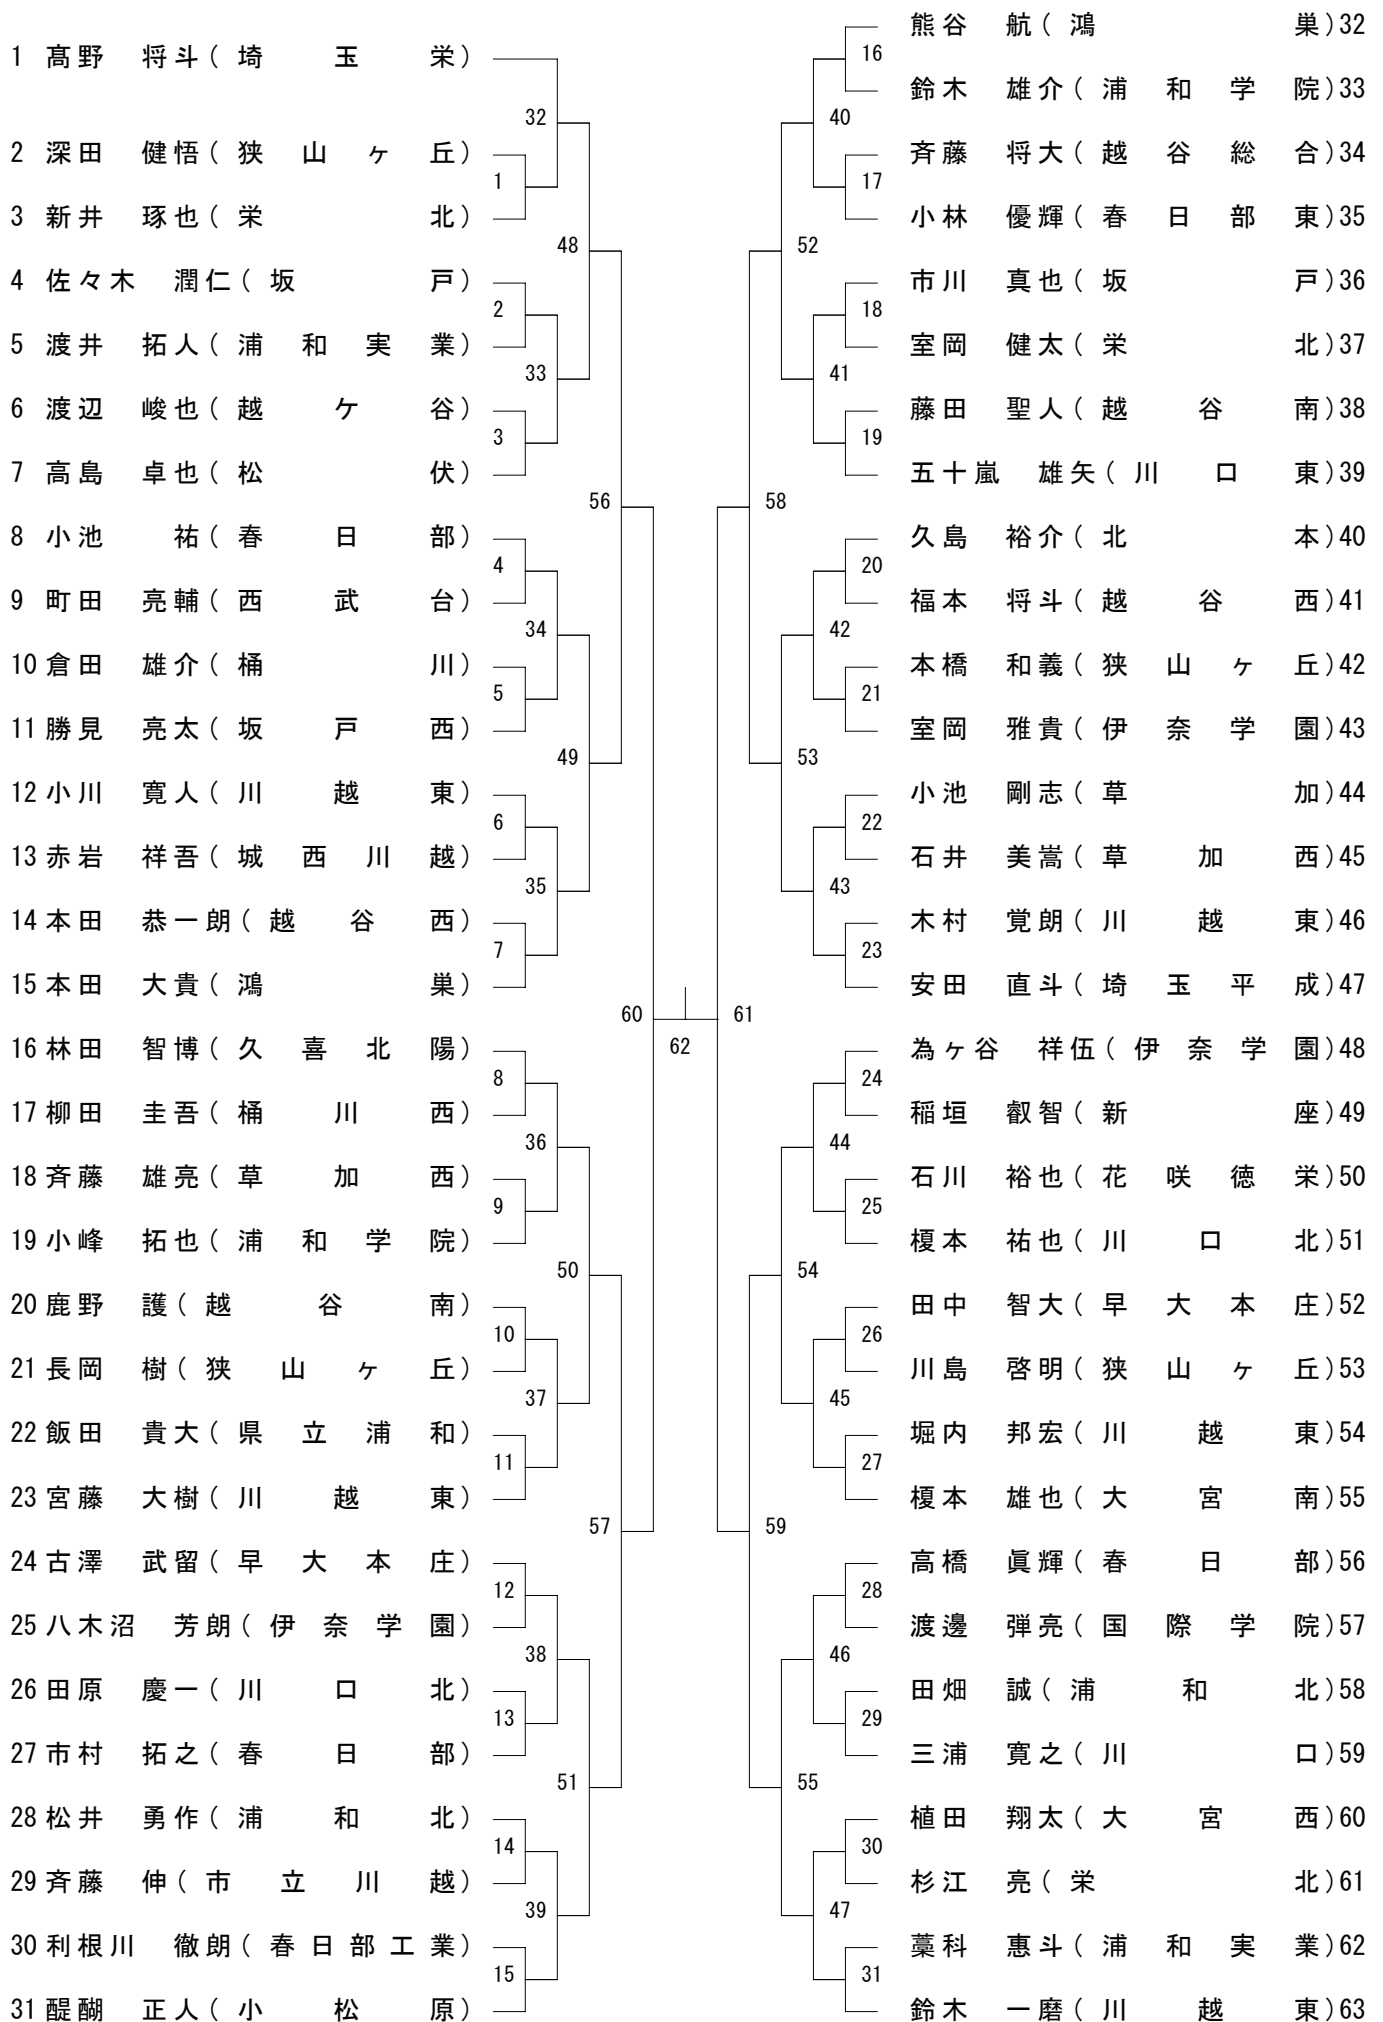 1 髙野 将斗( 埼 玉 栄 )
2 深田 健悟( 狭 山 ヶ 丘 )
3 新井 琢也( 栄 北 )
4 佐々木 潤仁( 坂 戸 )
5 渡井 拓人( 浦 和 実 業 )
6 渡辺 峻也( 越 ケ 谷 )
7 高島 卓也( 松 伏 )
8 小池 祐( 春 日 部 )
9 町田 亮輔( 西 武 台 )
10 倉田 雄介( 桶 川 )
11 勝見 亮太( 坂 戸 西 )
12 小川 寛人( 川 越 東 )
13 赤岩 祥吾( 城 西 川 越 )
14 本田 恭一朗( 越 谷 西 )
15 本田 大貴( 鴻 巣 )
16 林田 智博( 久 喜 北 陽 )
17 柳田 圭吾( 桶 川 西 )
18 斉藤 雄亮( 草 加 西 )
19 小峰 拓也( 浦 和 学 院 )
20 鹿野 護( 越 谷 南 )
21 長岡 樹( 狭 山 ヶ 丘 )
22 飯田 貴大( 県 立 浦 和 )
23 宮藤 大樹( 川 越 東 )
24 古澤 武留( 早 大 本 庄 )
25 八木沼 芳朗( 伊 奈 学 園 )
26 田原 慶一( 川 口 北 )
27 市村 拓之( 春 日 部 )
28 松井 勇作( 浦 和 北 )
29 斉藤 伸( 市 立 川 越 )
30 利根川 徹朗( 春 日 部 工 業 )
31 醍醐 正人( 小 松 原 )
1
2
3
4
5
6
7
8
9
10
11
12
13
14
15
32
33
34
35
36
37
38
39
48
49
50
51
56
57
60
62
61
58
59
52
53
54
55
40
41
42
43
44
45
46
47
16
17
18
19
20
21
22
23
24
25
26
27
28
29
30
31
熊谷 航( 鴻 巣 )32
鈴木 雄介( 浦 和 学 院 )33
斉藤 将大( 越 谷 総 合 )34
小林 優輝( 春 日 部 東 )35
市川 真也( 坂 戸 )36
室岡 健太( 栄 北 )37
藤田 聖人( 越 谷 南 )38
五十嵐 雄矢( 川 口 東 )39
久島 裕介( 北 本 )40
福本 将斗( 越 谷 西 )41
本橋 和義( 狭 山 ヶ 丘 )42
室岡 雅貴( 伊 奈 学 園 )43
小池 剛志( 草 加 )44
石井 美嵩( 草 加 西 )45
木村 覚朗( 川 越 東 )46
安田 直斗( 埼 玉 平 成 )47
為ヶ谷 祥伍( 伊 奈 学 園 )48
稲垣 叡智( 新 座 )49
石川 裕也( 花 咲 徳 栄 )50
榎本 祐也( 川 口 北 )51
田中 智大( 早 大 本 庄 )52
川島 啓明( 狭 山 ヶ 丘 )53
堀内 邦宏( 川 越 東 )54
榎本 雄也( 大 宮 南 )55
高橋 眞輝( 春 日 部 )56
渡邊 弾亮( 国 際 学 院 )57
田畑 誠( 浦 和 北 )58
三浦 寛之( 川 口 )59
植田 翔太( 大 宮 西 )60
杉江 亮( 栄 北 )61
藁科 惠斗( 浦 和 実 業 )62
鈴木 一磨( 川 越 東 )63